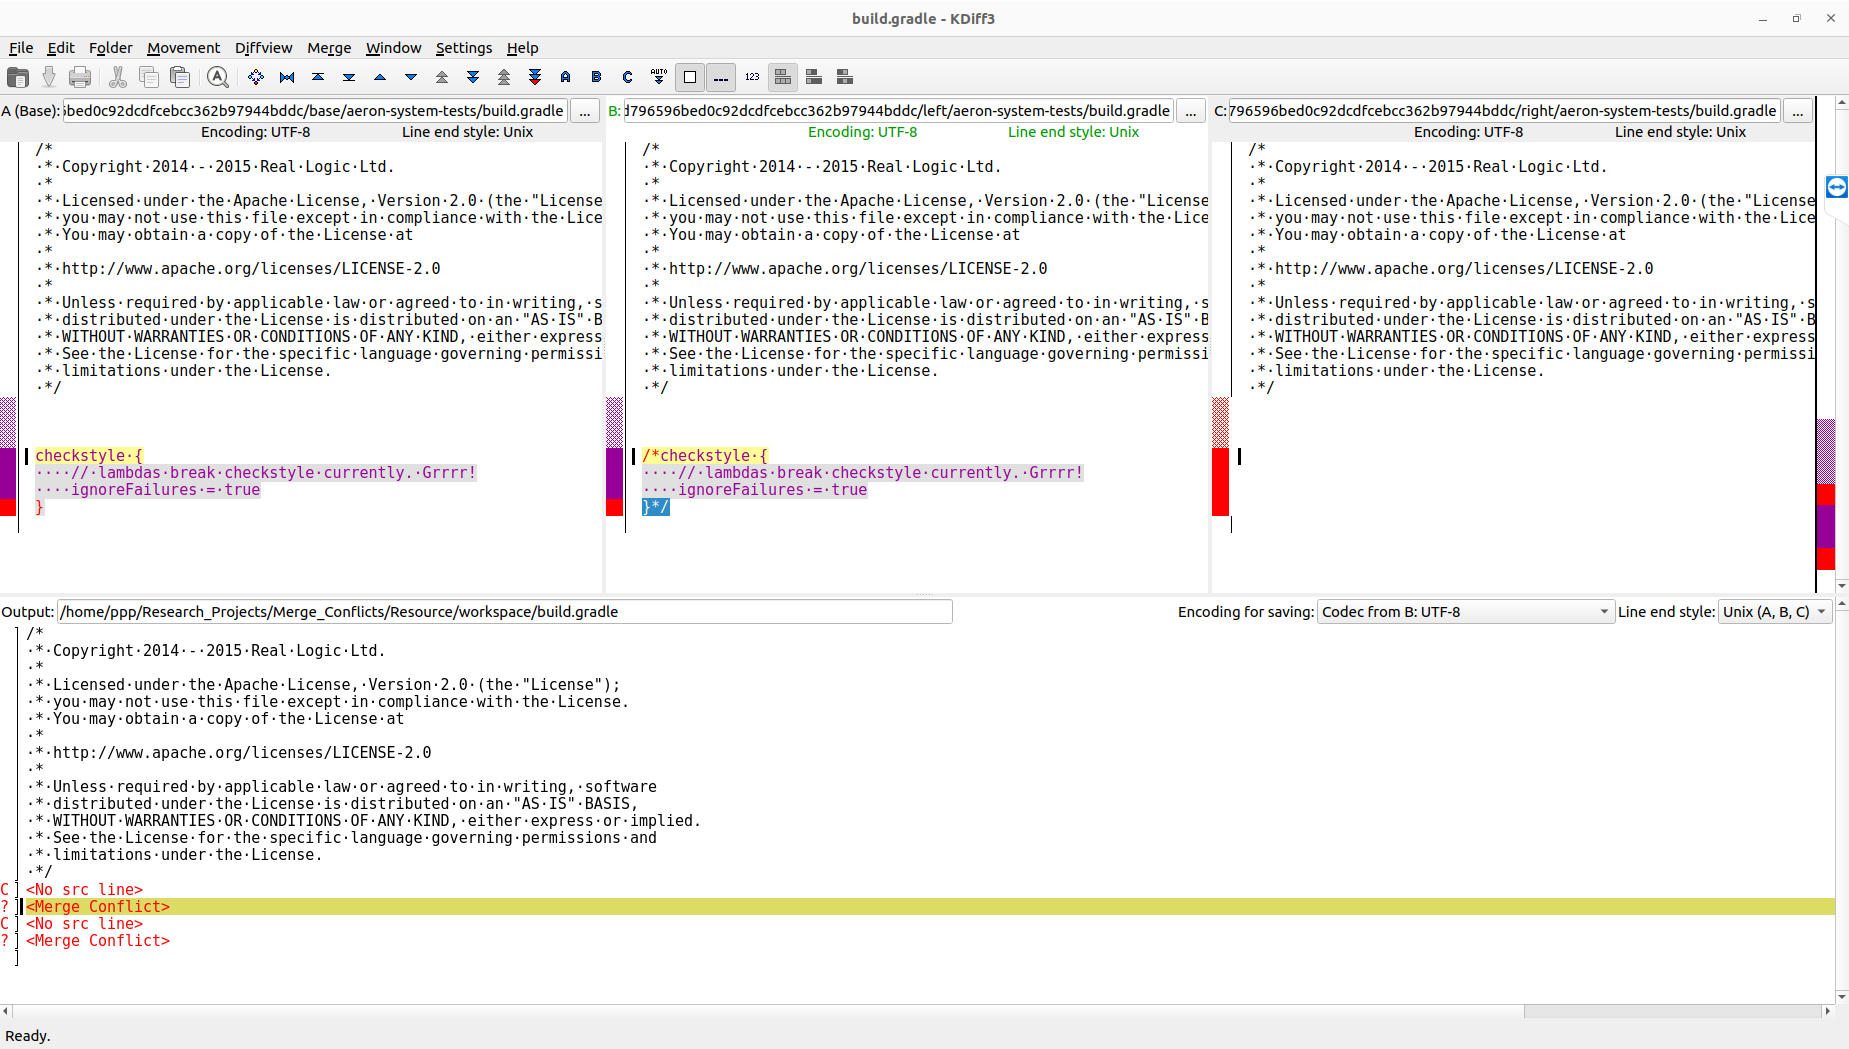 build.gradle - KDiff3
File Edit Folder Movement Diffview Merge Window Settings Help
A B C AUTO 123
A (Base): ibed0c92dcdfcebcc362b97944bddc/base/aeron-system-tests/build.gradle ...
Encoding: UTF-8 Line end style: Unix
/*
·*·Copyright·2014·-·2015·Real·Logic·Ltd.
·*
·*·Licensed·under·the·Apache·License,·Version·2.0·(the·"License
·*·you·may·not·use·this·file·except·in·compliance·with·the·Lice
·*·You·may·obtain·a·copy·of·the·License·at
·*
·*·http://www.apache.org/licenses/LICENSE-2.0
·*
·*·Unless·required·by·applicable·law·or·agreed·to·in·writing,·s
·*·distributed·under·the·License·is·distributed·on·an·"AS·IS"·B
·*·WITHOUT·WARRANTIES·OR·CONDITIONS·OF·ANY·KIND,·either·express
·*·See·the·License·for·the·specific·language·governing·permissi
·*·limitations·under·the·License.
·*/
checkstyle·{
····//·lambdas·break·checkstyle·currently.·Grrrr!
····ignoreFailures·=·true
}
B: d796596bed0c92dcdfcebcc362b97944bddc/left/aeron-system-tests/build.gradle ...
Encoding: UTF-8 Line end style: Unix
/*
·*·Copyright·2014·-·2015·Real·Logic·Ltd.
·*
·*·Licensed·under·the·Apache·License,·Version·2.0·(the·"License
·*·you·may·not·use·this·file·except·in·compliance·with·the·Lice
·*·You·may·obtain·a·copy·of·the·License·at
·*
·*·http://www.apache.org/licenses/LICENSE-2.0
·*
·*·Unless·required·by·applicable·law·or·agreed·to·in·writing,·s
·*·distributed·under·the·License·is·distributed·on·an·"AS·IS"·B
·*·WITHOUT·WARRANTIES·OR·CONDITIONS·OF·ANY·KIND,·either·express
·*·See·the·License·for·the·specific·language·governing·permissi
·*·limitations·under·the·License.
·*/
/*checkstyle·{
····//·lambdas·break·checkstyle·currently.·Grrrr!
····ignoreFailures·=·true
}*/
C: 796596bed0c92dcdfcebcc362b97944bddc/right/aeron-system-tests/build.gradle ...
Encoding: UTF-8 Line end style: Unix
/*
·*·Copyright·2014·-·2015·Real·Logic·Ltd.
·*
·*·Licensed·under·the·Apache·License,·Version·2.0·(the·"License
·*·you·may·not·use·this·file·except·in·compliance·with·the·Lice
·*·You·may·obtain·a·copy·of·the·License·at
·*
·*·http://www.apache.org/licenses/LICENSE-2.0
·*
·*·Unless·required·by·applicable·law·or·agreed·to·in·writing,·s
·*·distributed·under·the·License·is·distributed·on·an·"AS·IS"·B
·*·WITHOUT·WARRANTIES·OR·CONDITIONS·OF·ANY·KIND,·either·express
·*·See·the·License·for·the·specific·language·governing·permissi
·*·limitations·under·the·License.
·*/
Output: /home/ppp/Research_Projects/Merge_Conflicts/Resource/workspace/build.gradle Encoding for saving: Codec from B: UTF-8 Line end style: Unix (A, B, C)
/*
·*·Copyright·2014·-·2015·Real·Logic·Ltd.
·*
·*·Licensed·under·the·Apache·License,·Version·2.0·(the·"License");
·*·you·may·not·use·this·file·except·in·compliance·with·the·License.
·*·You·may·obtain·a·copy·of·the·License·at
·*
·*·http://www.apache.org/licenses/LICENSE-2.0
·*
·*·Unless·required·by·applicable·law·or·agreed·to·in·writing,·software
·*·distributed·under·the·License·is·distributed·on·an·"AS·IS"·BASIS,
·*·WITHOUT·WARRANTIES·OR·CONDITIONS·OF·ANY·KIND,·either·express·or·implied.
·*·See·the·License·for·the·specific·language·governing·permissions·and
·*·limitations·under·the·License.
·*/
C <No src line>
? <Merge Conflict>
C <No src line>
? <Merge Conflict>
Ready.